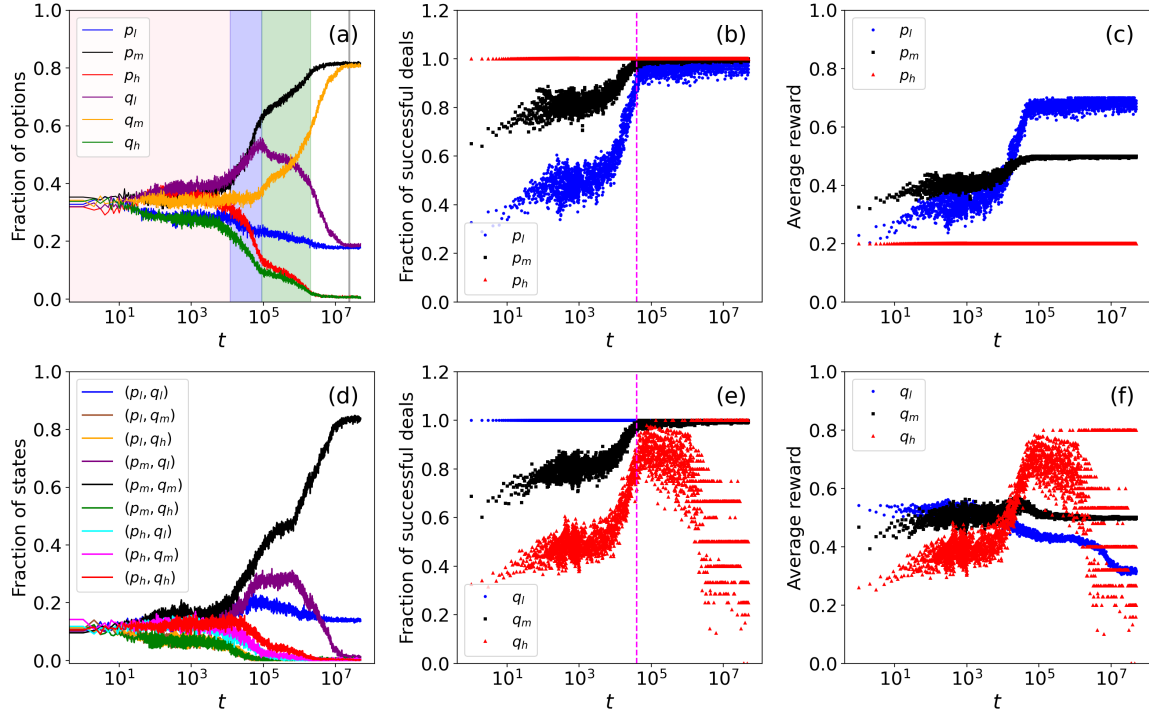 (a)
Fraction of options
1.0
0.8
0.6
0.4
0.2
0.0
p_l
p_m
p_h
q_l
q_m
q_h
10^1
10^3
10^5
10^7
t
(b)
Fraction of successful deals
1.2
1.0
0.8
0.6
0.4
0.2
0.0
p_l
p_m
p_h
10^1
10^3
10^5
10^7
t
(c)
Average reward
1.0
0.8
0.6
0.4
0.2
0.0
p_l
p_m
p_h
10^1
10^3
10^5
10^7
t
(d)
Fraction of states
1.0
0.8
0.6
0.4
0.2
0.0
(p_l, q_l)
(p_l, q_m)
(p_l, q_h)
(p_m, q_l)
(p_m, q_m)
(p_m, q_h)
(p_h, q_l)
(p_h, q_m)
(p_h, q_h)
10^1
10^3
10^5
10^7
t
(e)
Fraction of successful deals
1.2
1.0
0.8
0.6
0.4
0.2
0.0
q_l
q_m
q_h
10^1
10^3
10^5
10^7
t
(f)
Average reward
1.0
0.8
0.6
0.4
0.2
0.0
q_l
q_m
q_h
10^1
10^3
10^5
10^7
t